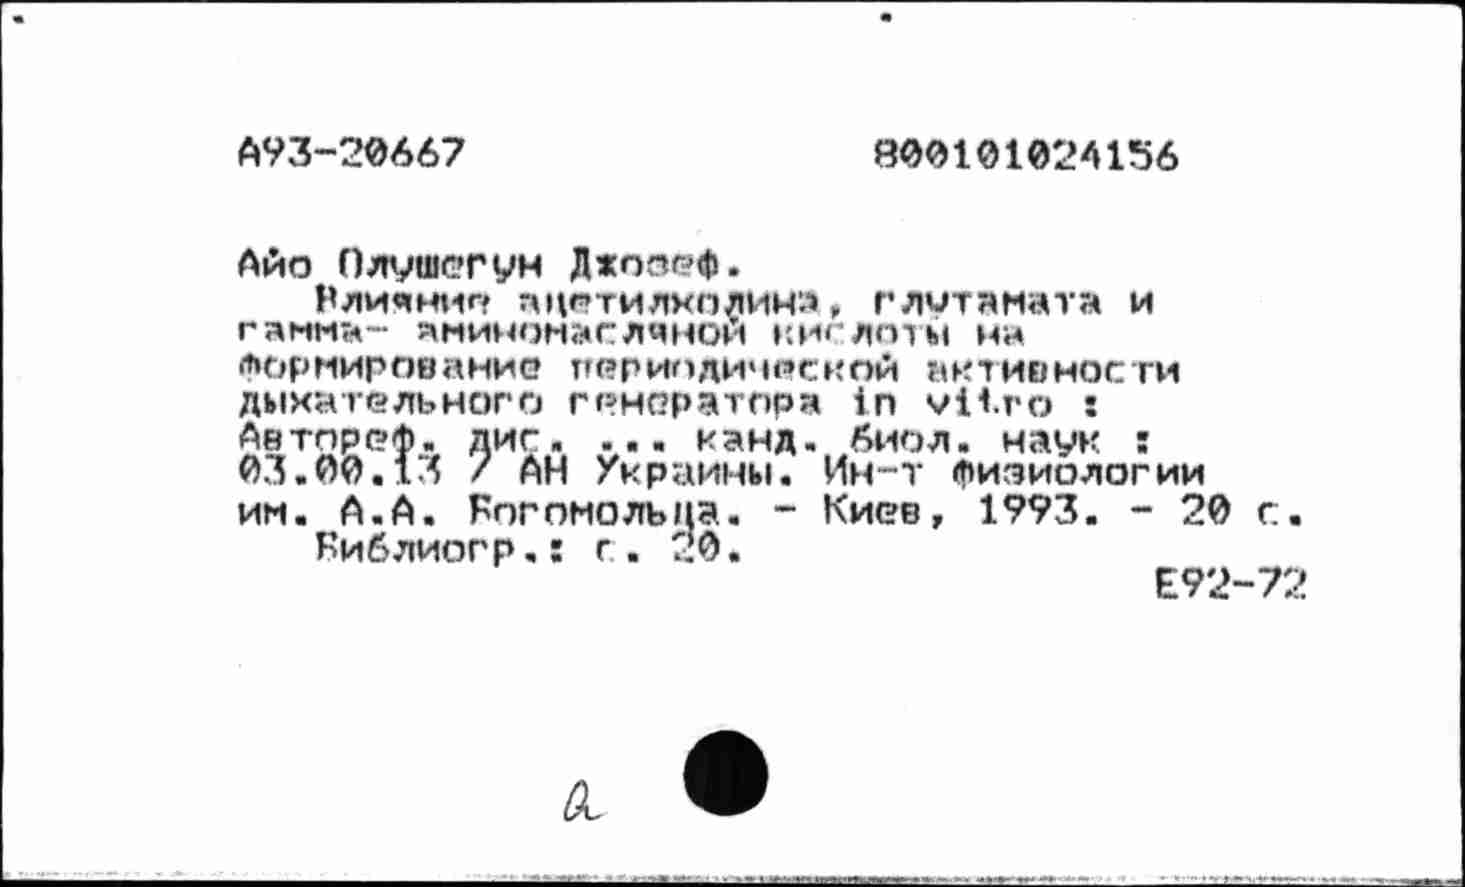 А93-20667 800101024156
Айо Олушегун Джозеф.
Влияние ацетилхолина, глутамата и
гамма- аминомасляной кислоты на
формирование периодической активности
дыхательного генератора in vitro :
Автореф. дис. ... канд. биол. наук :
03.00.13 / АН Украины. Ин-т физиологии
им. А.А. Богомольца. - Киев, 1993. - 20 с.
Библиогр.: с. 20.
Е92-72
а